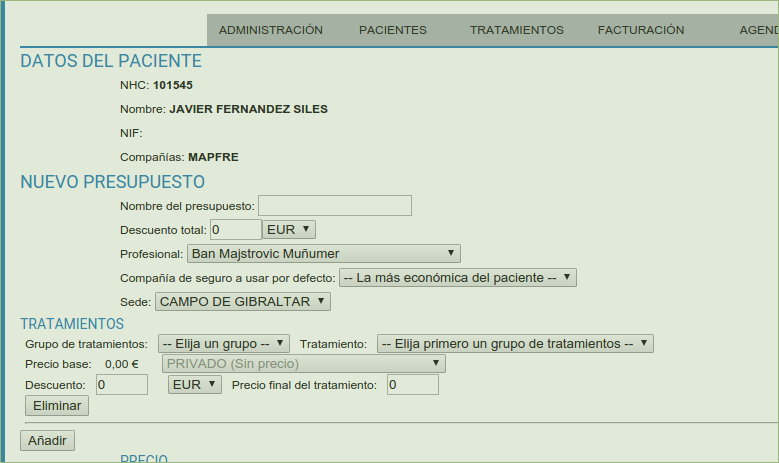 ADMINISTRACIÓN PACIENTES TRATAMIENTOS FACTURACIÓN AGEND
DATOS DEL PACIENTE
NHC: 101545
Nombre: JAVIER FERNANDEZ SILES
NIF:
Compañías: MAPFRE
NUEVO PRESUPUESTO
Nombre del presupuesto:
Descuento total: 0 EUR
Profesional: Ban Majstrovic Muñumer
Compañía de seguro a usar por defecto: -- La más económica del paciente --
Sede: CAMPO DE GIBRALTAR
TRATAMIENTOS
Grupo de tratamientos: -- Elija un grupo -- Tratamiento: -- Elija primero un grupo de tratamientos --
Precio base: 0,00 € PRIVADO (Sin precio)
Descuento: 0 EUR Precio final del tratamiento: 0
Eliminar
Añadir
PRECIO